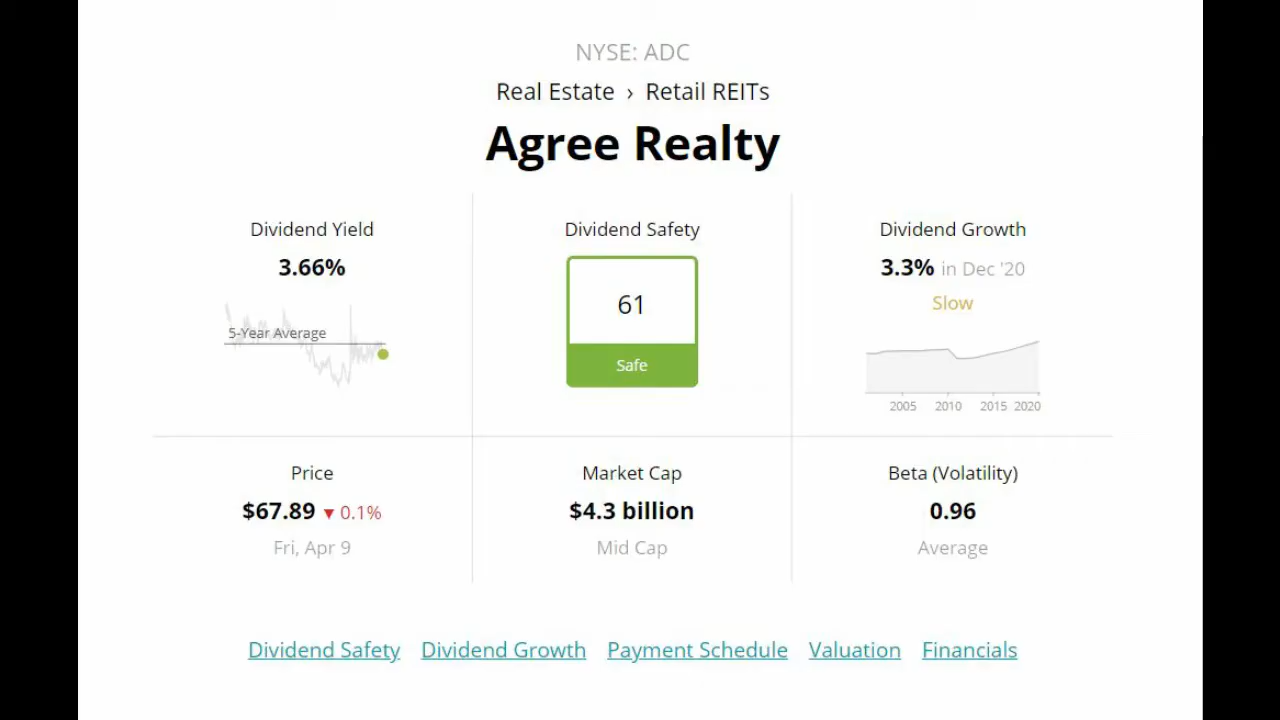 NYSE: ADC
Real Estate › Retail REITs
Agree Realty
Dividend Yield
3.66%
5-Year Average
Dividend Safety
61
Safe
Dividend Growth
3.3% in Dec '20
Slow
2005 2010 2015 2020
Price
$67.89 ▼ 0.1%
Fri, Apr 9
Market Cap
$4.3 billion
Mid Cap
Beta (Volatility)
0.96
Average
Dividend Safety Dividend Growth Payment Schedule Valuation Financials